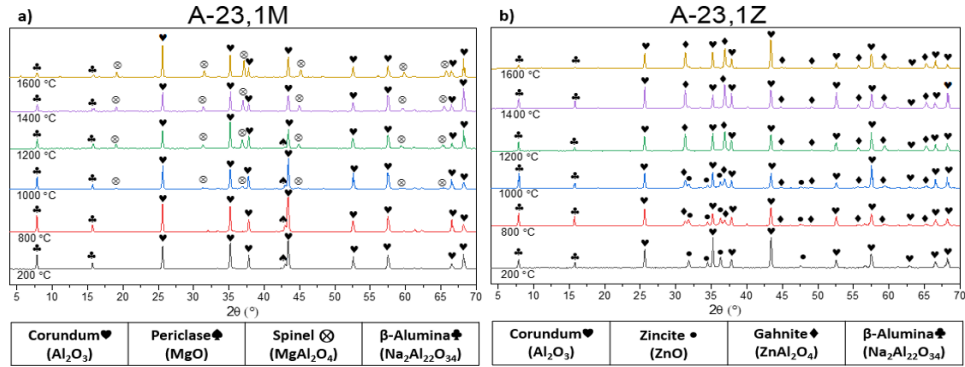 a)
A-23,1M
1600 °C
1400 °C
1200 °C
1000 °C
800 °C
200 °C
5 10 15 20 25 30 35 40 45 50 55 60 65 70
2θ (°)
Corundum♥
(Al₂O₃)
Periclase♠
(MgO)
Spinel ⊗
(MgAl₂O₄)
β-Alumina♣
(Na₂Al₂₂O₃₄)
b)
A-23,1Z
1600 °C
1400 °C
1200 °C
1000 °C
800 °C
200 °C
5 10 15 20 25 30 35 40 45 50 55 60 65 70
2θ (°)
Corundum♥
(Al₂O₃)
Zincite •
(ZnO)
Gahnite♦
(ZnAl₂O₄)
β-Alumina♣
(Na₂Al₂₂O₃₄)